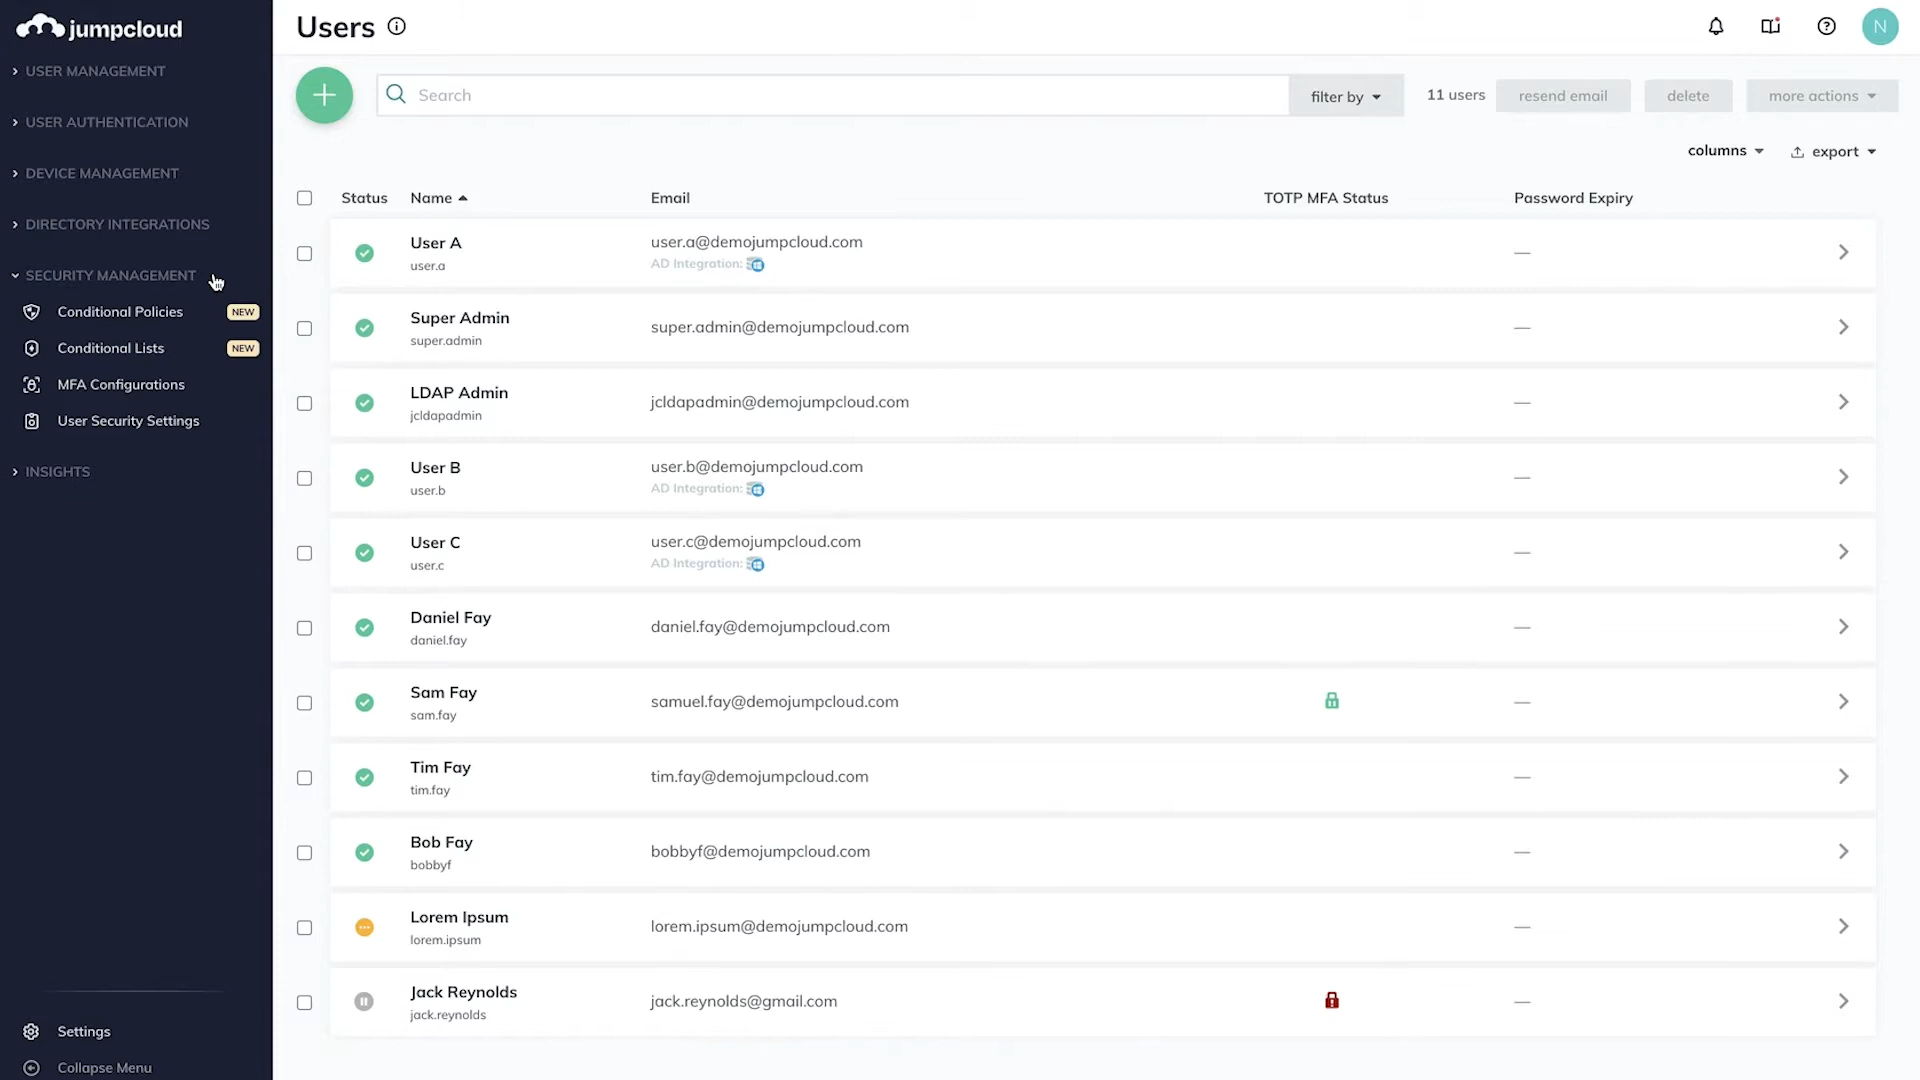 jumpcloud
USER MANAGEMENT
USER AUTHENTICATION
DEVICE MANAGEMENT
DIRECTORY INTEGRATIONS
SECURITY MANAGEMENT
Conditional Policies NEW
Conditional Lists NEW
MFA Configurations
User Security Settings
INSIGHTS
Settings
Collapse Menu
Users
N
Search
filter by
11 users
resend email
delete
more actions
columns
export
Status Name Email TOTP MFA Status Password Expiry
User A user.a@demojumpcloud.com —
user.a AD Integration:
Super Admin super.admin@demojumpcloud.com —
super.admin
LDAP Admin jcldapadmin@demojumpcloud.com —
jcldapadmin
User B user.b@demojumpcloud.com —
user.b AD Integration:
User C user.c@demojumpcloud.com —
user.c AD Integration:
Daniel Fay daniel.fay@demojumpcloud.com —
daniel.fay
Sam Fay samuel.fay@demojumpcloud.com —
sam.fay
Tim Fay tim.fay@demojumpcloud.com —
tim.fay
Bob Fay bobbyf@demojumpcloud.com —
bobbyf
Lorem Ipsum lorem.ipsum@demojumpcloud.com —
lorem.ipsum
Jack Reynolds jack.reynolds@gmail.com —
jack.reynolds